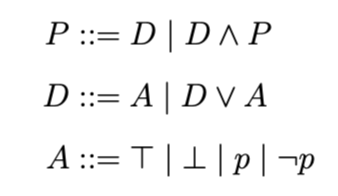 P ::= D | D ∧ P
D ::= A | D ∨ A
A ::= ⊤ | ⊥ | p | ¬p